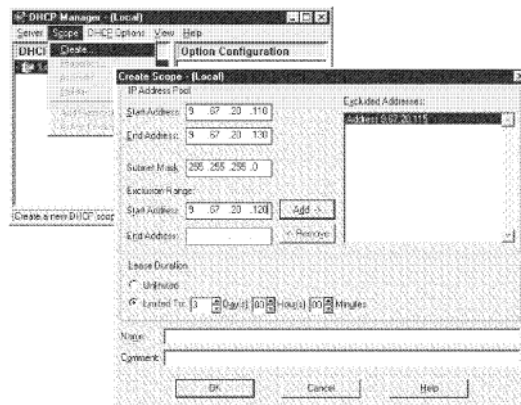 DHCP Manager - (Local)
Server Scope DHCP Options View Help
DHCP
Option Configuration
Create...
Create a new DHCP scop
Create Scope - (Local)
IP Address Pool
Start Address: 9 .67 .20 .110
End Address: 9 .67 .20 .130
Subnet Mask: 255 .255 .255 .0
Exclusion Range:
Start Address: 9 .67 .20 .120
Add ->
End Address: . . .
<- Remove
Excluded Addresses:
Address 9.67.20.115
Lease Duration
Unlimited
Limited To: 3 Day(s) 00 Hour(s) 00 Minutes
Name:
Comment:
OK Cancel Help